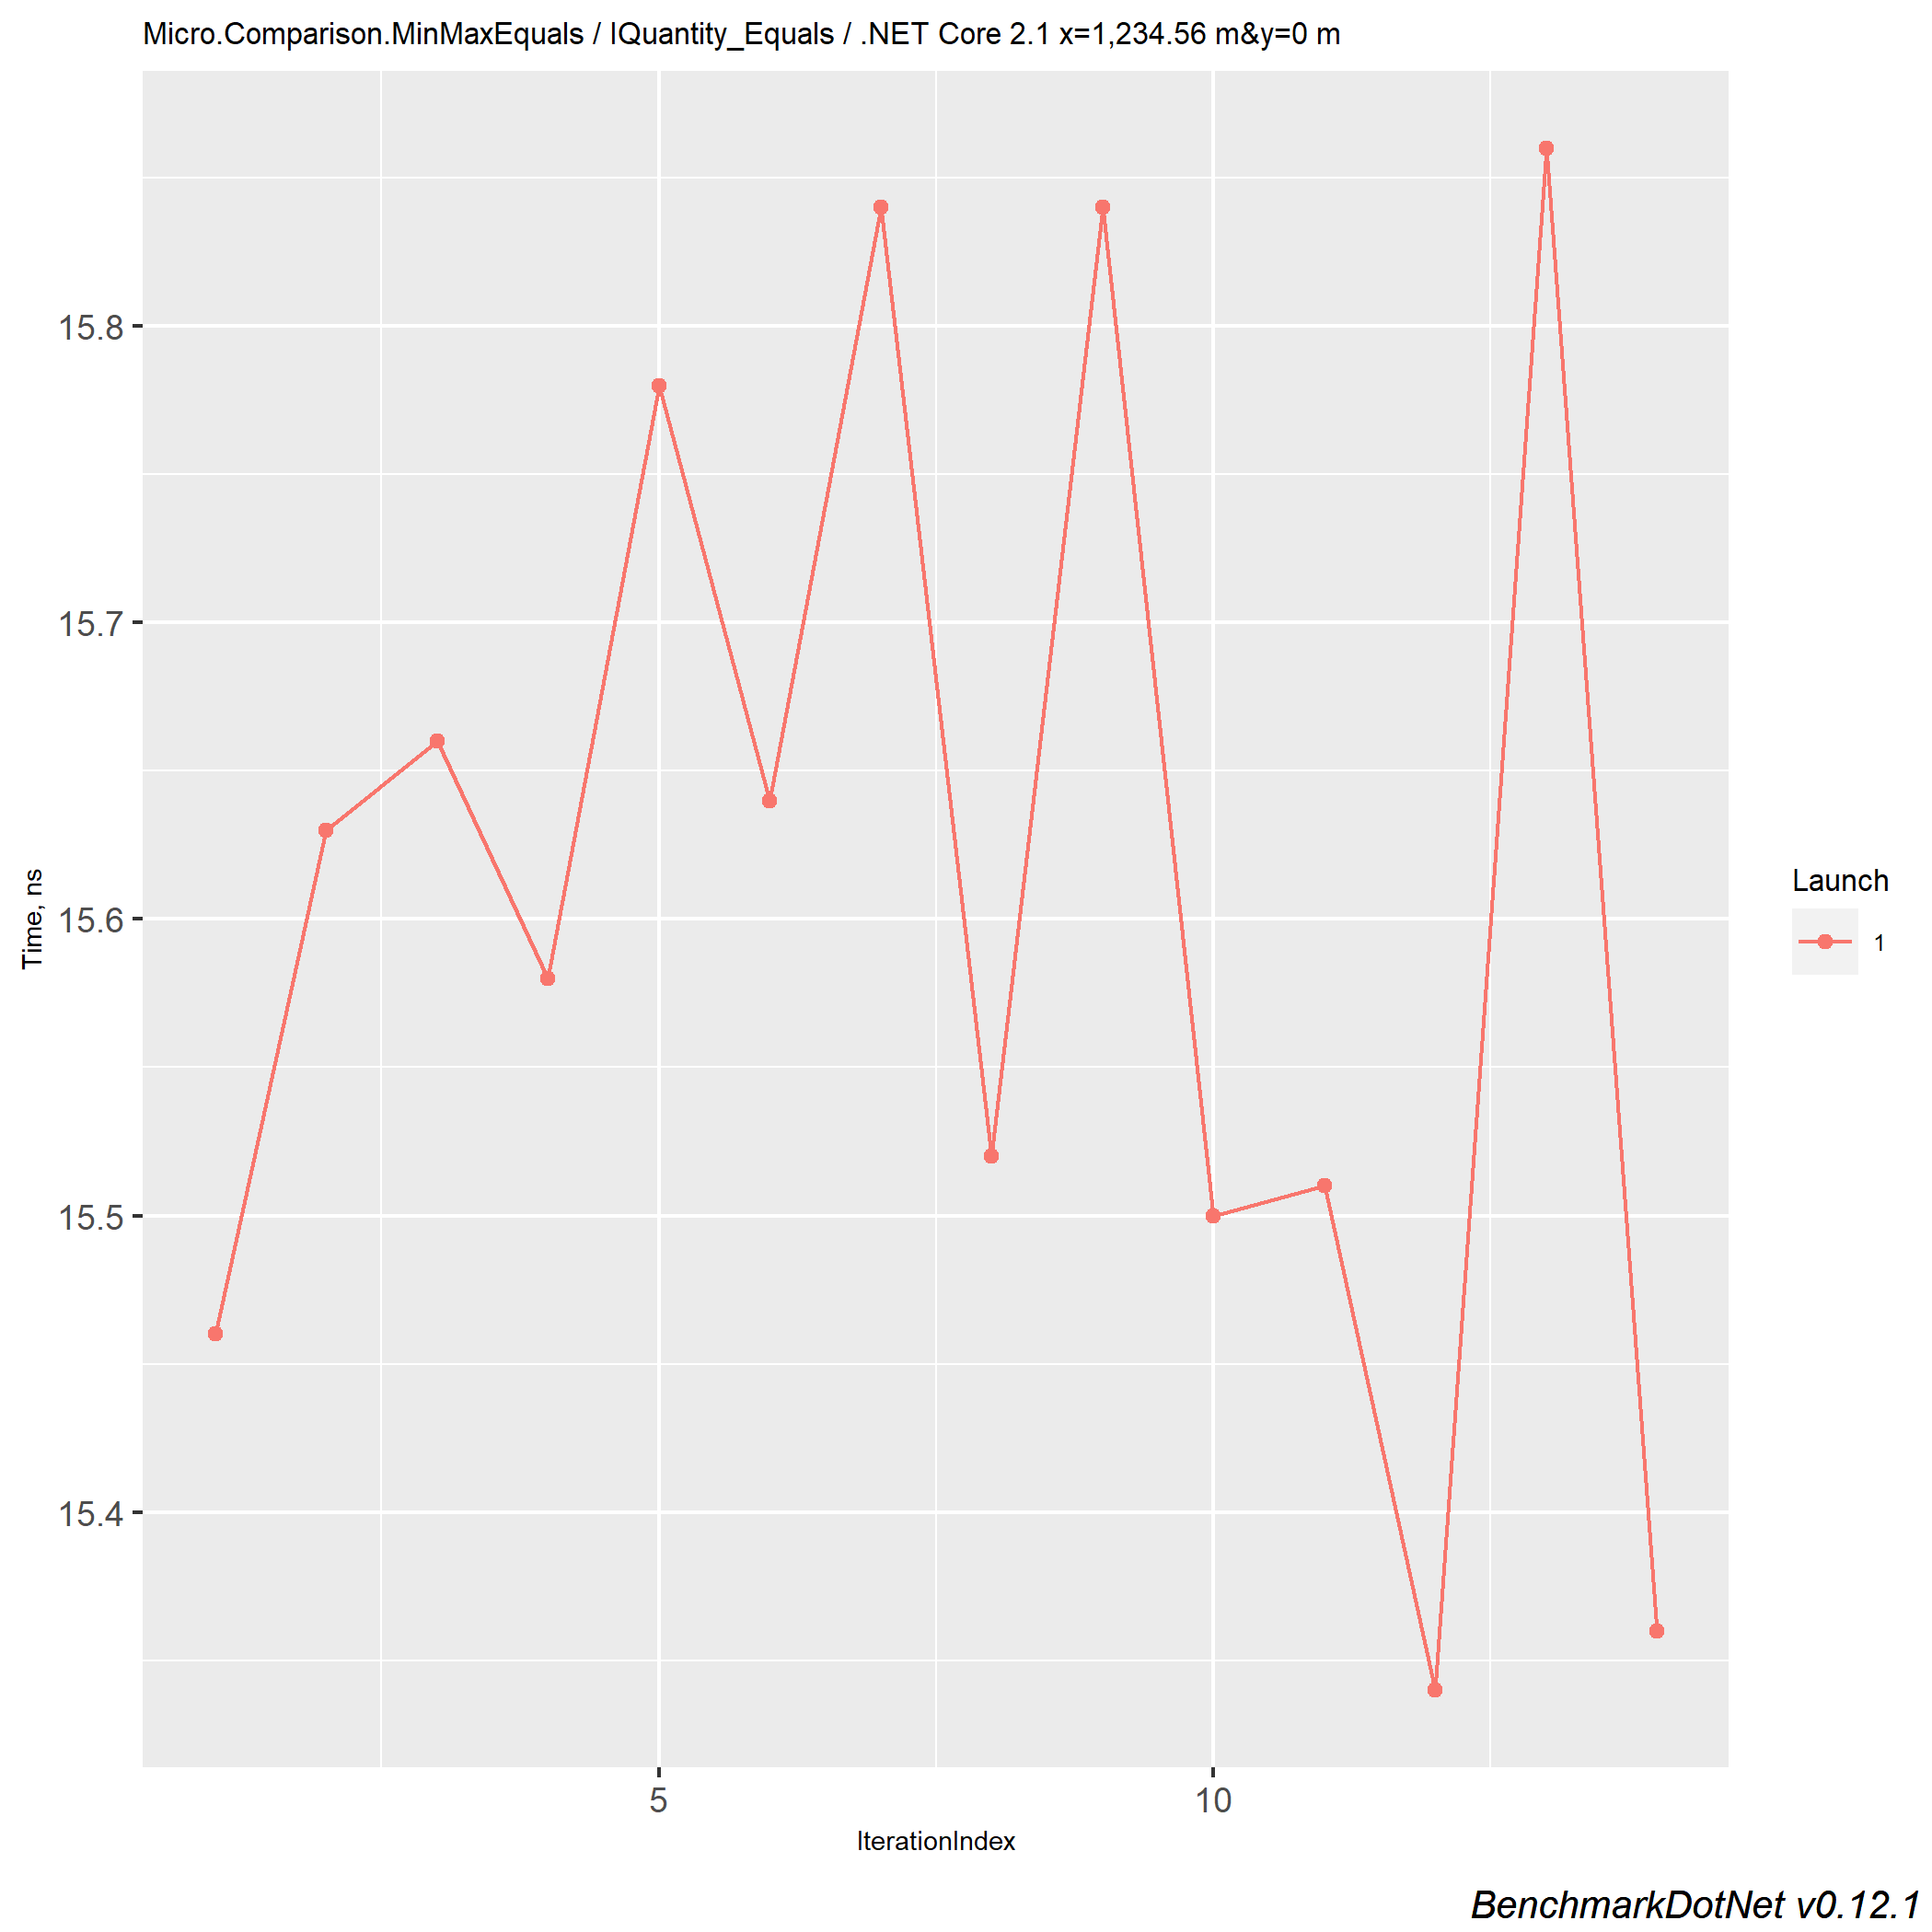 Micro.Comparison.MinMaxEquals / IQuantity_Equals / .NET Core 2.1 x=1,234.56 m&y=0 m
15.8
15.7
15.6
15.5
15.4
Time, ns
5
10
IterationIndex
Launch
1
BenchmarkDotNet v0.12.1